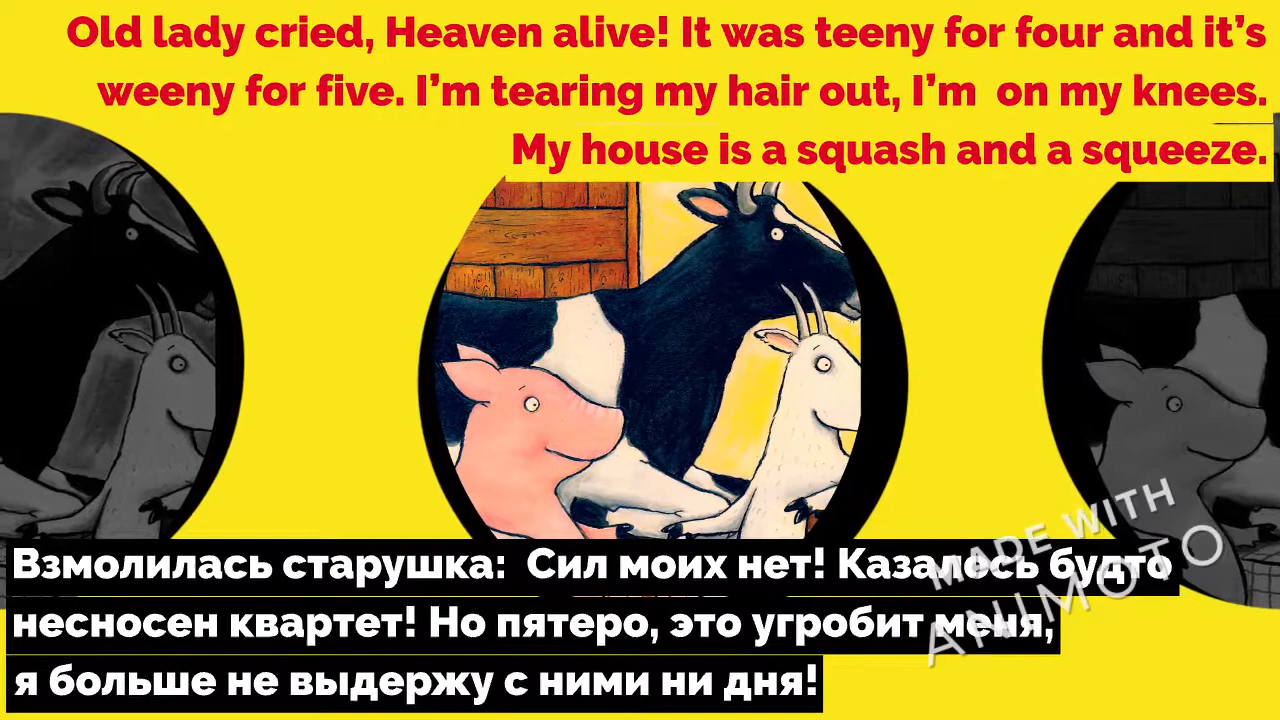 Old lady cried, Heaven alive! It was teeny for four and it’s
weeny for five. I’m tearing my hair out, I’m on my knees.
My house is a squash and a squeeze.
Взмолилась старушка: Сил моих нет! Казалось будто
несносен квартет! Но пятеро, это угробит меня,
я больше не выдержу с ними ни дня!
MADE WITH
ANIMOTO